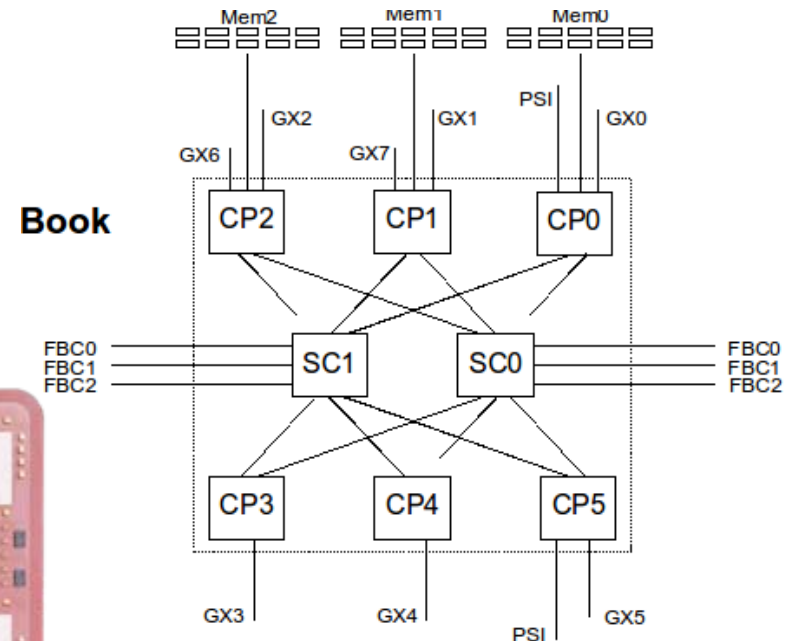 Mem2 Mem1 Mem0
PSI
GX2 GX1 GX0
GX6 GX7
Book
CP2 CP1 CP0
FBC0 SC1 SC0 FBC0
FBC1 FBC1
FBC2 FBC2
CP3 CP4 CP5
GX3 GX4 GX5
PSI